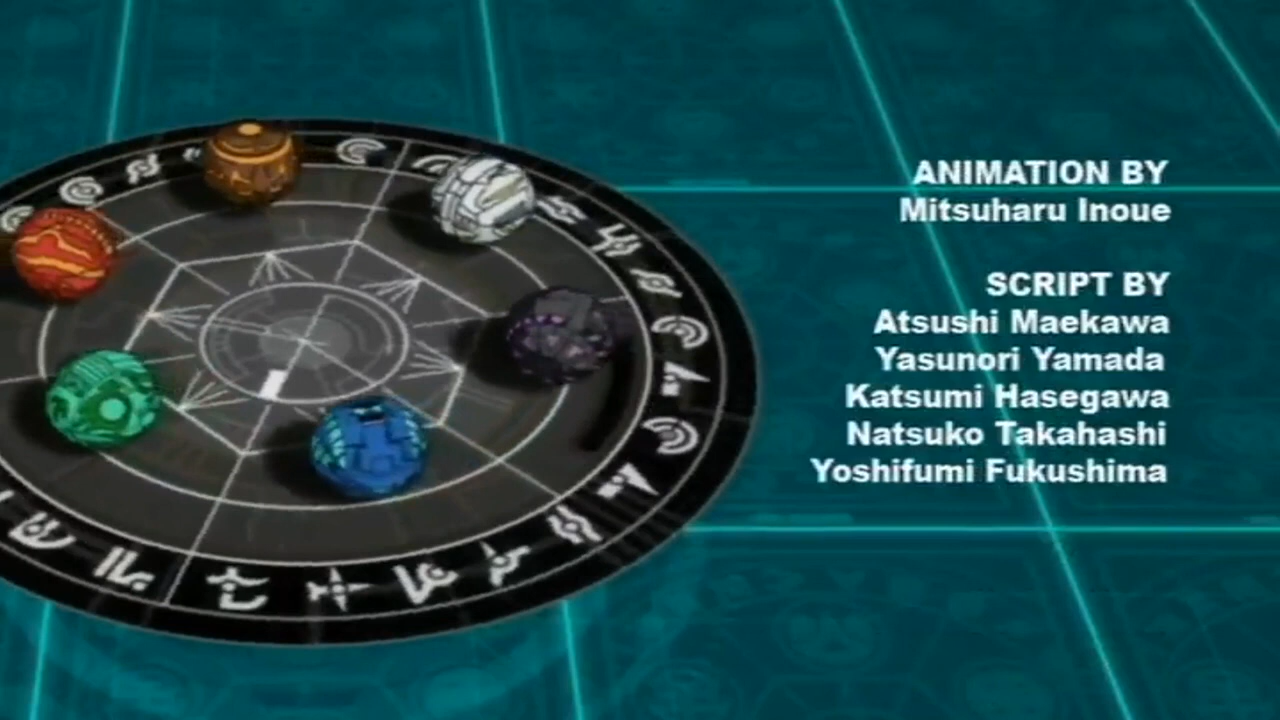 ANIMATION BY
Mitsuharu Inoue
SCRIPT BY
Atsushi Maekawa
Yasunori Yamada
Katsumi Hasegawa
Natsuko Takahashi
Yoshifumi Fukushima